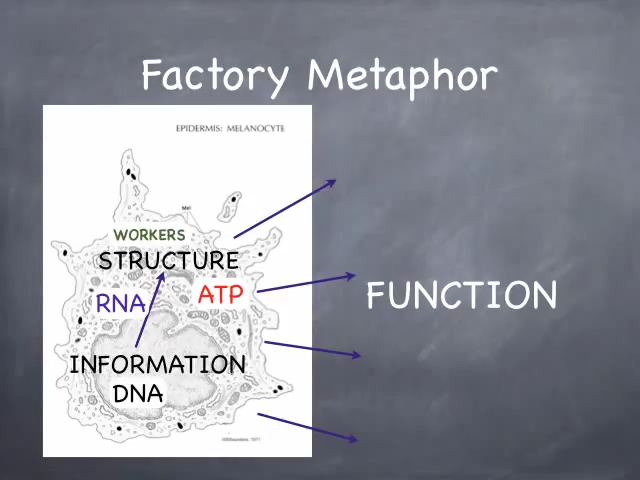 Factory Metaphor
EPIDERMIS: MELANOCYTE
Mel
WORKERS
STRUCTURE
RNA
ATP
FUNCTION
INFORMATION
DNA